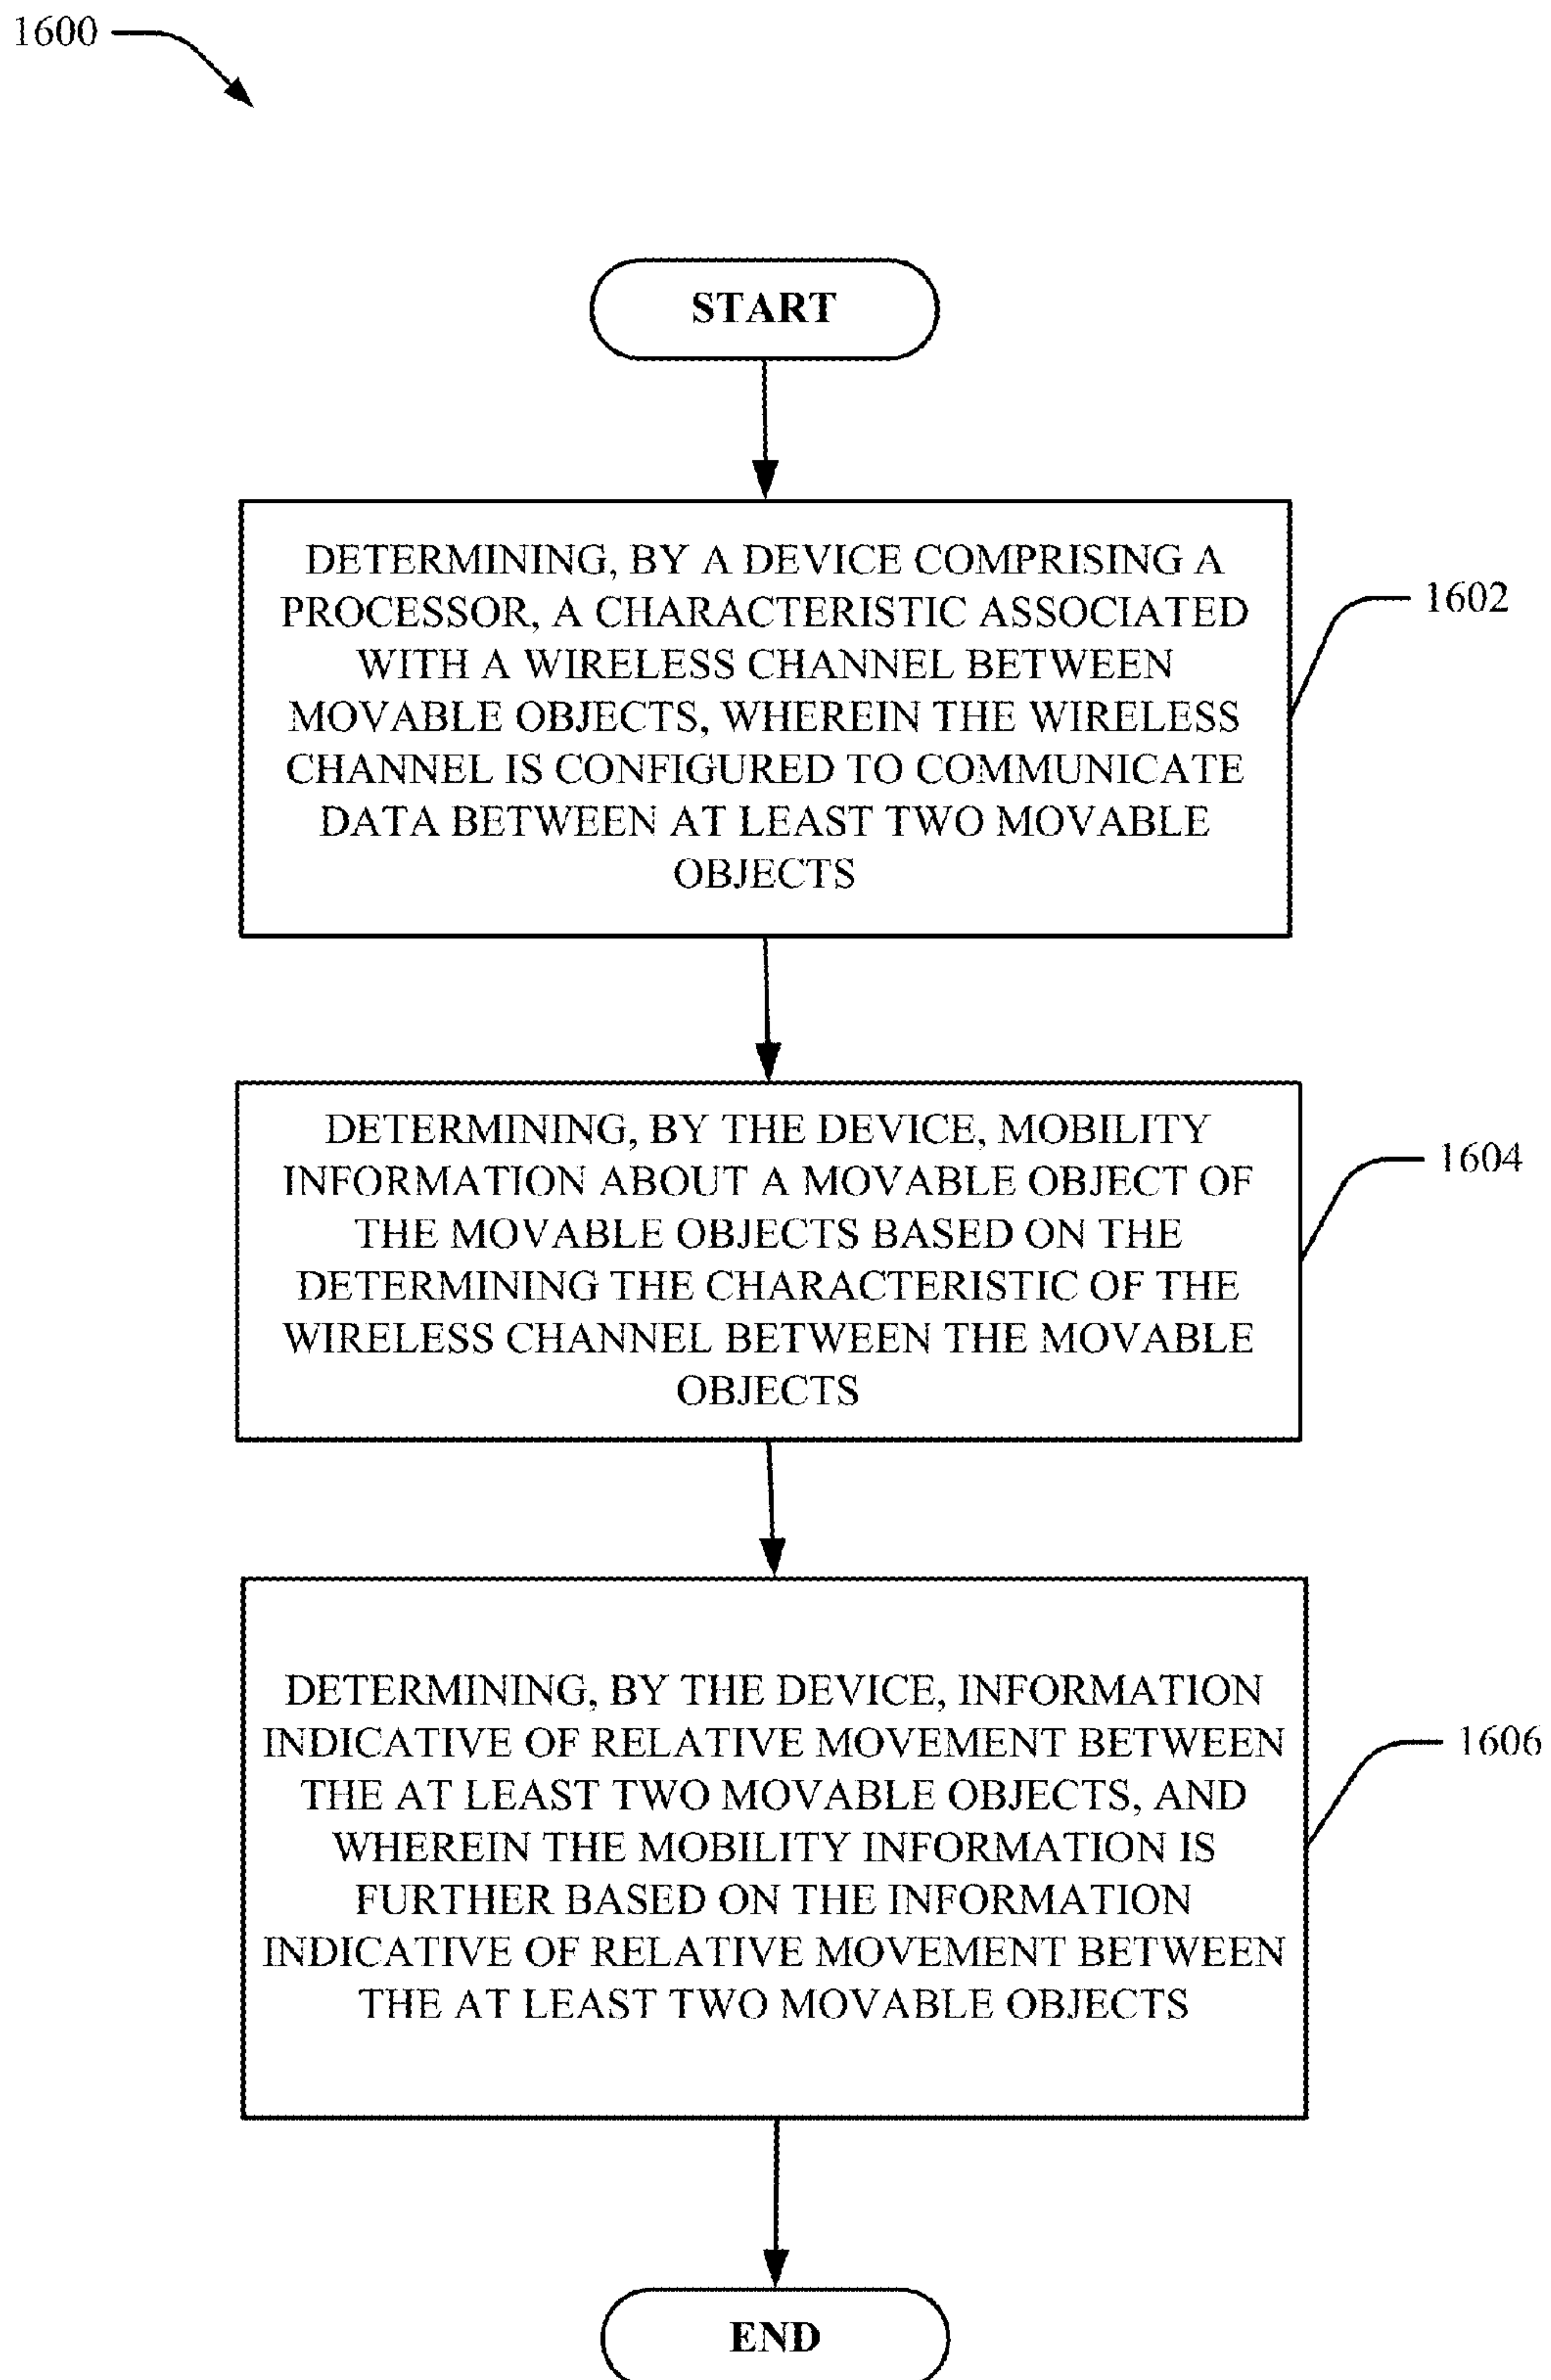 1600
START
DETERMINING, BY A DEVICE COMPRISING A
PROCESSOR, A CHARACTERISTIC ASSOCIATED
WITH A WIRELESS CHANNEL BETWEEN
MOVABLE OBJECTS, WHEREIN THE WIRELESS
CHANNEL IS CONFIGURED TO COMMUNICATE
DATA BETWEEN AT LEAST TWO MOVABLE
OBJECTS
1602
DETERMINING, BY THE DEVICE, MOBILITY
INFORMATION ABOUT A MOVABLE OBJECT OF
THE MOVABLE OBJECTS BASED ON THE
DETERMINING THE CHARACTERISTIC OF THE
WIRELESS CHANNEL BETWEEN THE MOVABLE
OBJECTS
1604
DETERMINING, BY THE DEVICE, INFORMATION
INDICATIVE OF RELATIVE MOVEMENT BETWEEN
THE AT LEAST TWO MOVABLE OBJECTS, AND
WHEREIN THE MOBILITY INFORMATION IS
FURTHER BASED ON THE INFORMATION
INDICATIVE OF RELATIVE MOVEMENT BETWEEN
THE AT LEAST TWO MOVABLE OBJECTS
1606
END